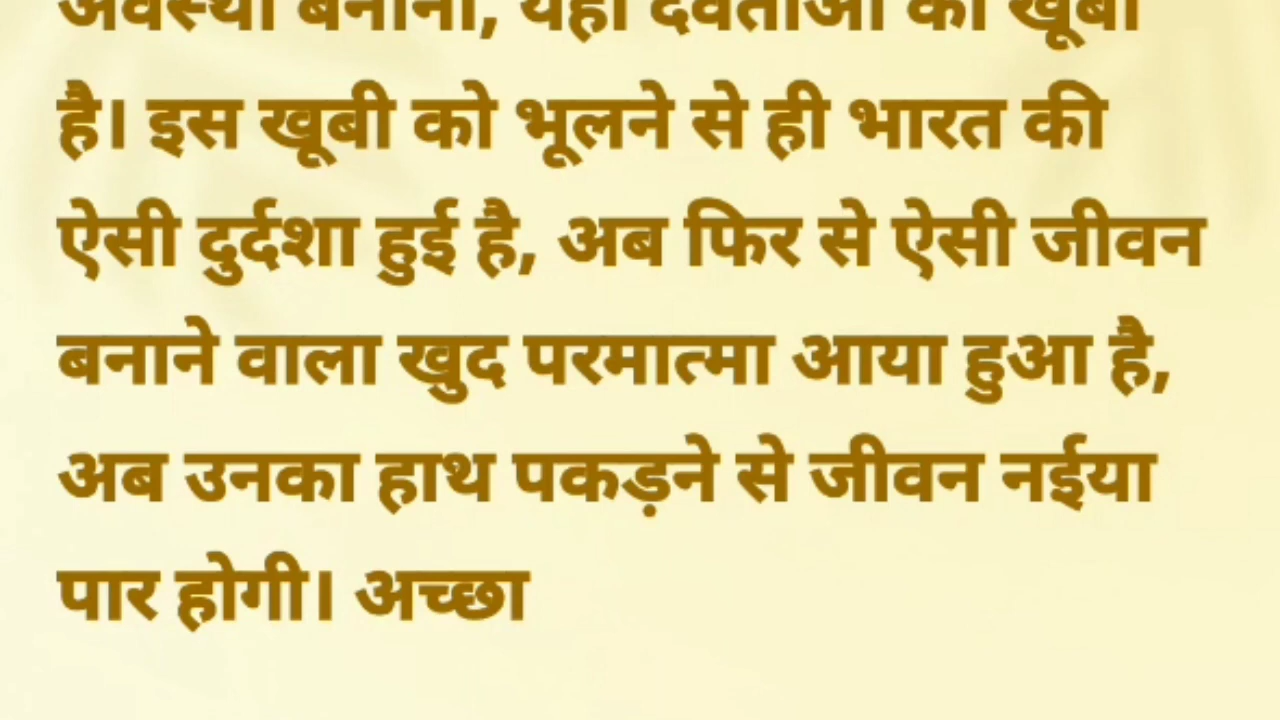 अवस्था बनाना, यही देवताओं की खूबी
है। इस खूबी को भूलने से ही भारत की
ऐसी दुर्दशा हुई है, अब फिर से ऐसी जीवन
बनाने वाला खुद परमात्मा आया हुआ है,
अब उनका हाथ पकड़ने से जीवन नईया
पार होगी। अच्छा